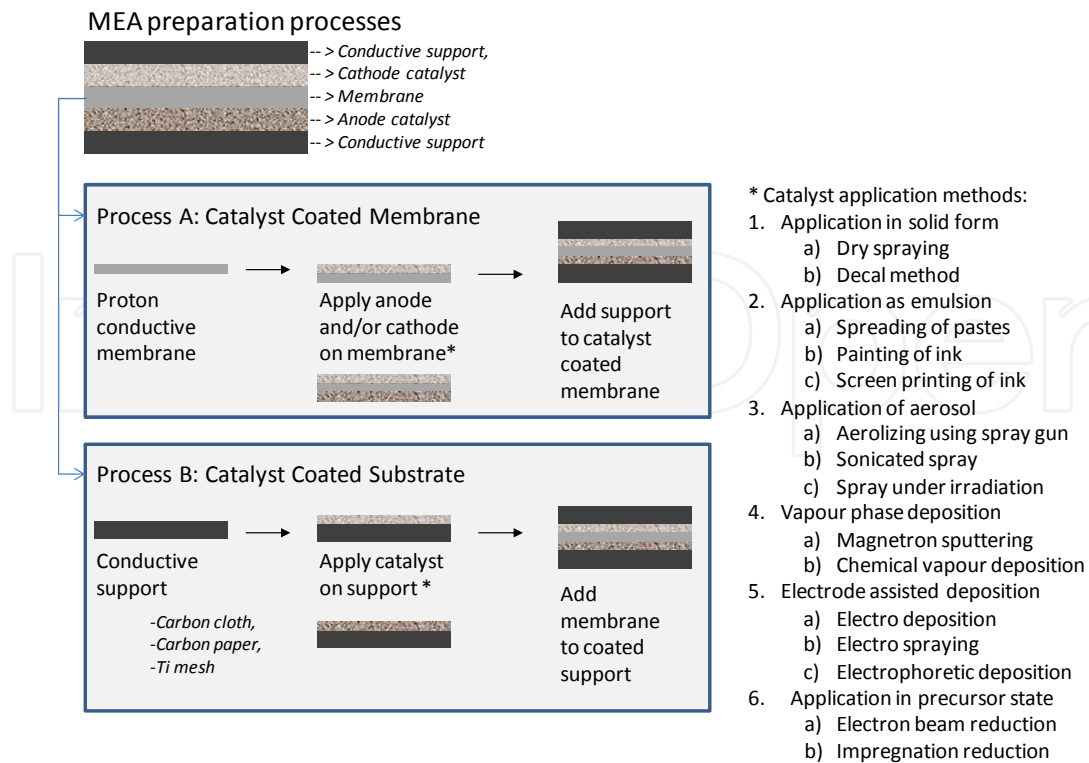 MEA preparation processes
-- > Conductive support,
-- > Cathode catalyst
-- > Membrane
-- > Anode catalyst
-- > Conductive support
Process A: Catalyst Coated Membrane
Proton
conductive
membrane
Apply anode
and/or cathode
on membrane*
Add support
to catalyst
coated
membrane
Process B: Catalyst Coated Substrate
Conductive
support
-Carbon cloth,
-Carbon paper,
-Ti mesh
Apply catalyst
on support *
Add
membrane
to coated
support
* Catalyst application methods:
1. Application in solid form
a) Dry spraying
b) Decal method
2. Application as emulsion
a) Spreading of pastes
b) Painting of ink
c) Screen printing of ink
3. Application of aerosol
a) Aerolizing using spray gun
b) Sonicated spray
c) Spray under irradiation
4. Vapour phase deposition
a) Magnetron sputtering
b) Chemical vapour deposition
5. Electrode assisted deposition
a) Electro deposition
b) Electro spraying
c) Electrophoretic deposition
6. Application in precursor state
a) Electron beam reduction
b) Impregnation reduction